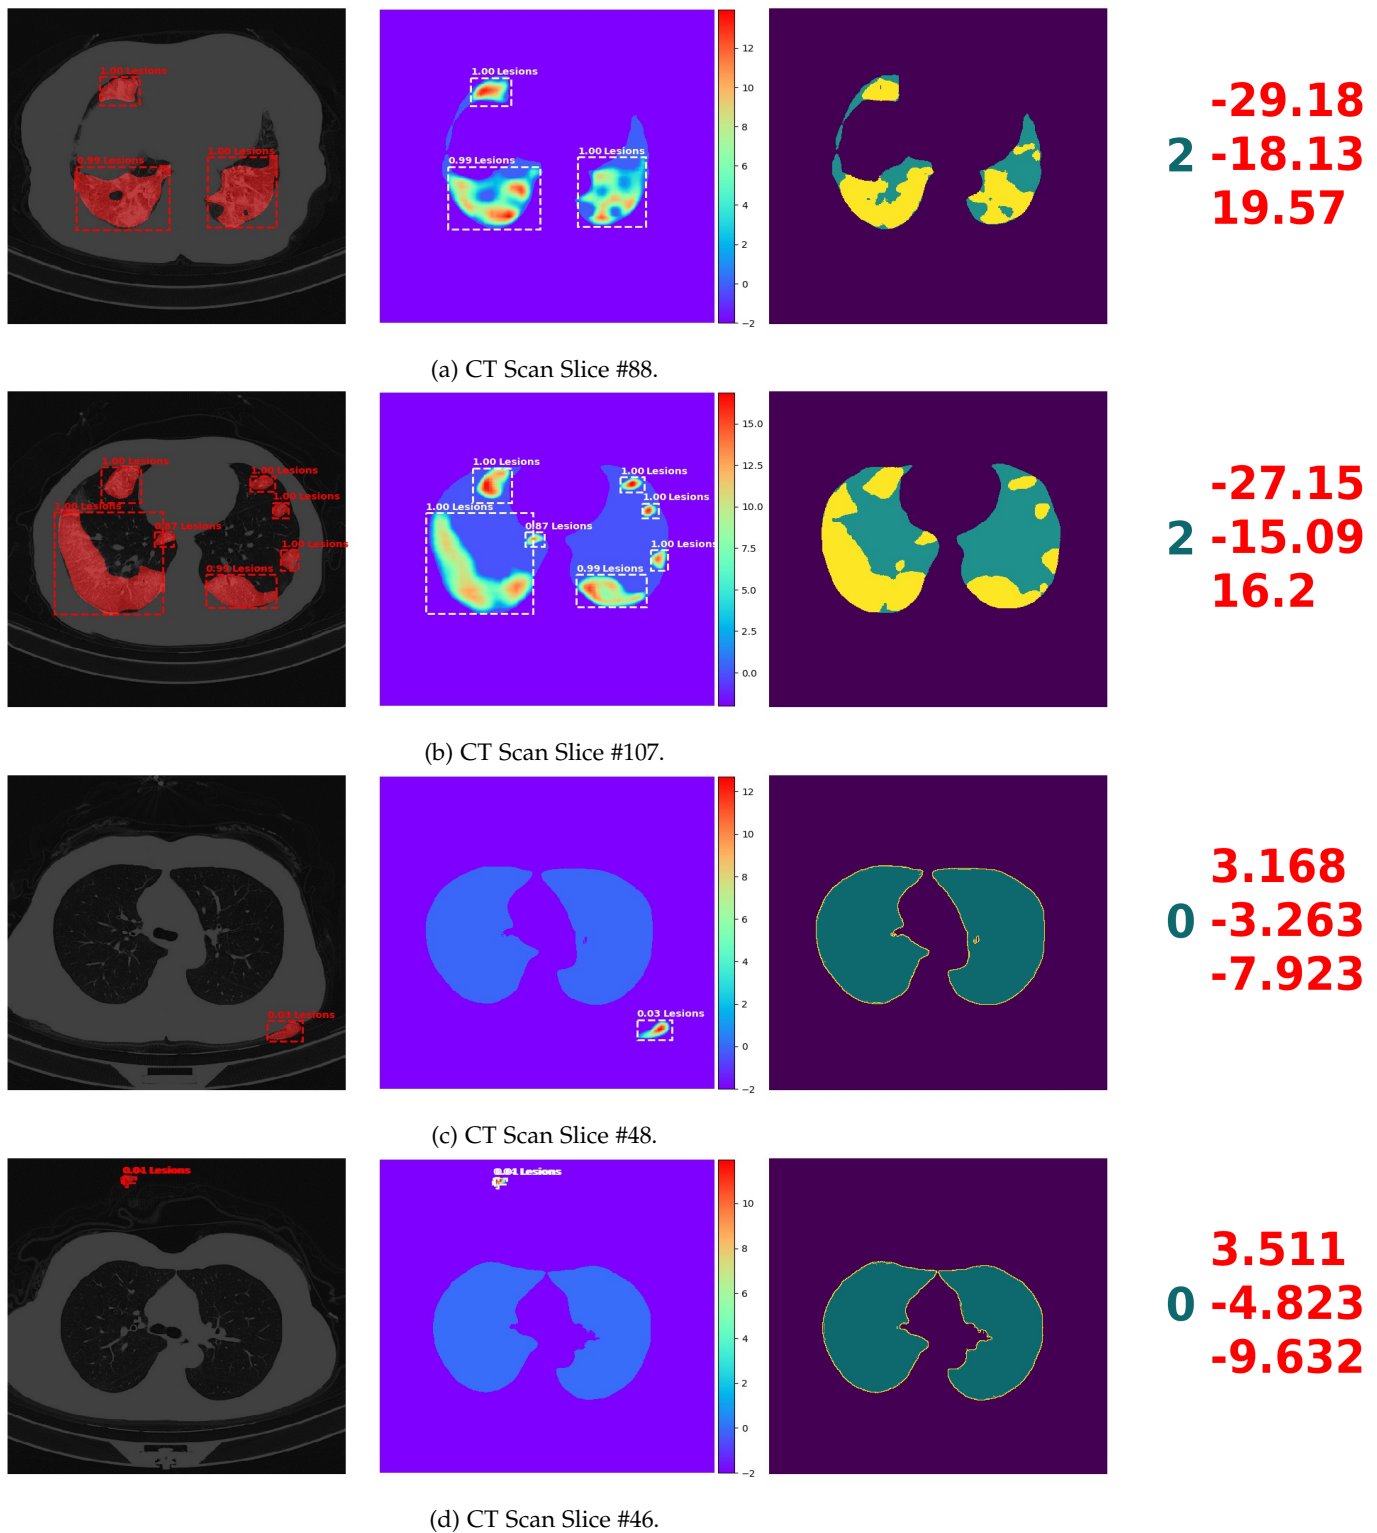 1.00 Lesions
0.99 Lesions
1.00 Lesions
1.00 Lesions
0.99 Lesions
1.00 Lesions
12
10
8
6
4
2
0
−2
-29.18
2 -18.13
19.57
(a) CT Scan Slice #88.
1.00 Lesions
1.00 Lesions
1.00 Lesions
1.00 Lesions
0.87 Lesions
1.00 Lesions
0.99 Lesions
1.00 Lesions
1.00 Lesions
1.00 Lesions
1.00 Lesions
0.87 Lesions
1.00 Lesions
0.99 Lesions
15.0
12.5
10.0
7.5
5.0
2.5
0.0
-27.15
2 -15.09
16.2
(b) CT Scan Slice #107.
0.03 Lesions
0.03 Lesions
12
10
8
6
4
2
0
−2
3.168
0 -3.263
-7.923
(c) CT Scan Slice #48.
Lesions
Lesions
10
8
6
4
2
0
−2
3.511
0 -4.823
-9.632
(d) CT Scan Slice #46.